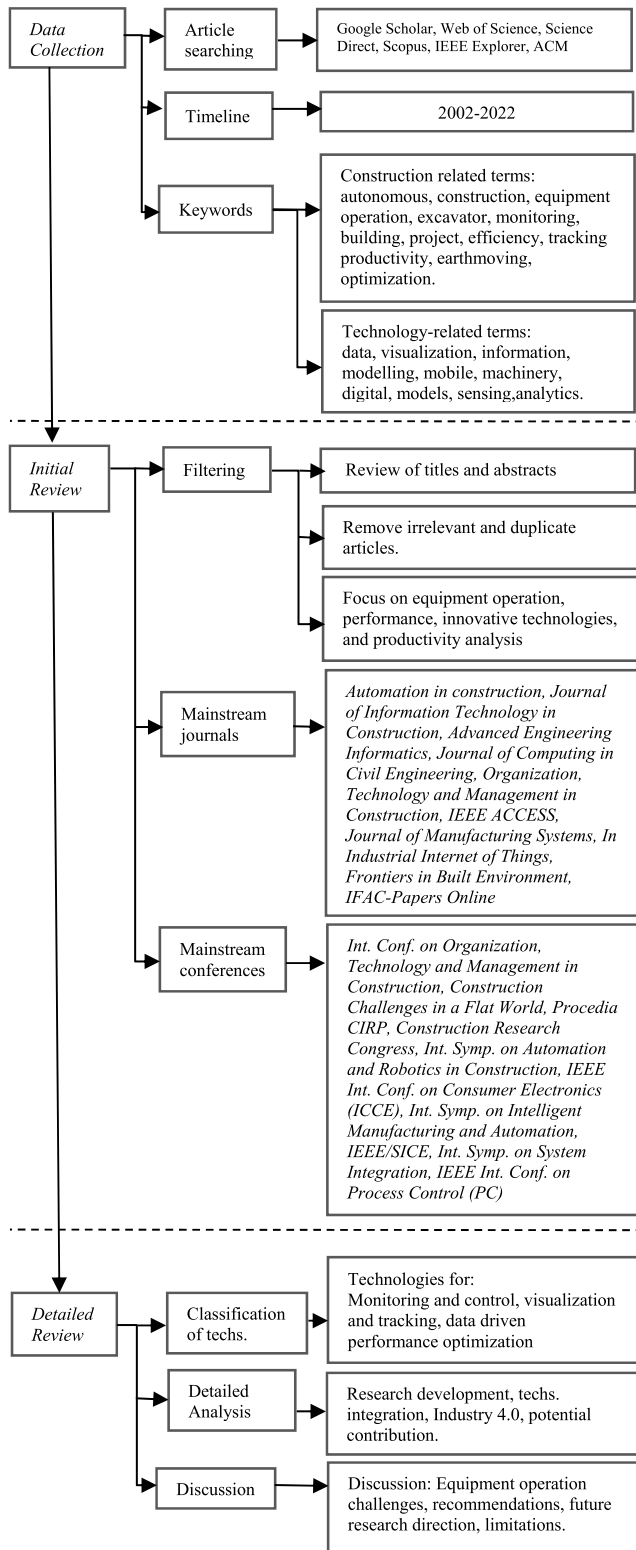 Data
Collection
Article
searching
Google Scholar, Web of Science, Science
Direct, Scopus, IEEE Explorer, ACM
Timeline
2002-2022
Keywords
Construction related terms:
autonomous, construction, equipment
operation, excavator, monitoring,
building, project, efficiency, tracking
productivity, earthmoving,
optimization.
Technology-related terms:
data, visualization, information,
modelling, mobile, machinery,
digital, models, sensing,analytics.
Initial
Review
Filtering
Review of titles and abstracts
Remove irrelevant and duplicate
articles.
Focus on equipment operation,
performance, innovative technologies,
and productivity analysis
Mainstream
journals
Automation in construction, Journal
of Information Technology in
Construction, Advanced Engineering
Informatics, Journal of Computing in
Civil Engineering, Organization,
Technology and Management in
Construction, IEEE ACCESS,
Journal of Manufacturing Systems, In
Industrial Internet of Things,
Frontiers in Built Environment,
IFAC-Papers Online
Mainstream
conferences
Int. Conf. on Organization,
Technology and Management in
Construction, Construction
Challenges in a Flat World, Procedia
CIRP, Construction Research
Congress, Int. Symp. on Automation
and Robotics in Construction, IEEE
Int. Conf. on Consumer Electronics
(ICCE), Int. Symp. on Intelligent
Manufacturing and Automation,
IEEE/SICE, Int. Symp. on System
Integration, IEEE Int. Conf. on
Process Control (PC)
Detailed
Review
Classification
of techs.
Technologies for:
Monitoring and control, visualization
and tracking, data driven
performance optimization
Detailed
Analysis
Research development, techs.
integration, Industry 4.0, potential
contribution.
Discussion
Discussion: Equipment operation
challenges, recommendations, future
research direction, limitations.